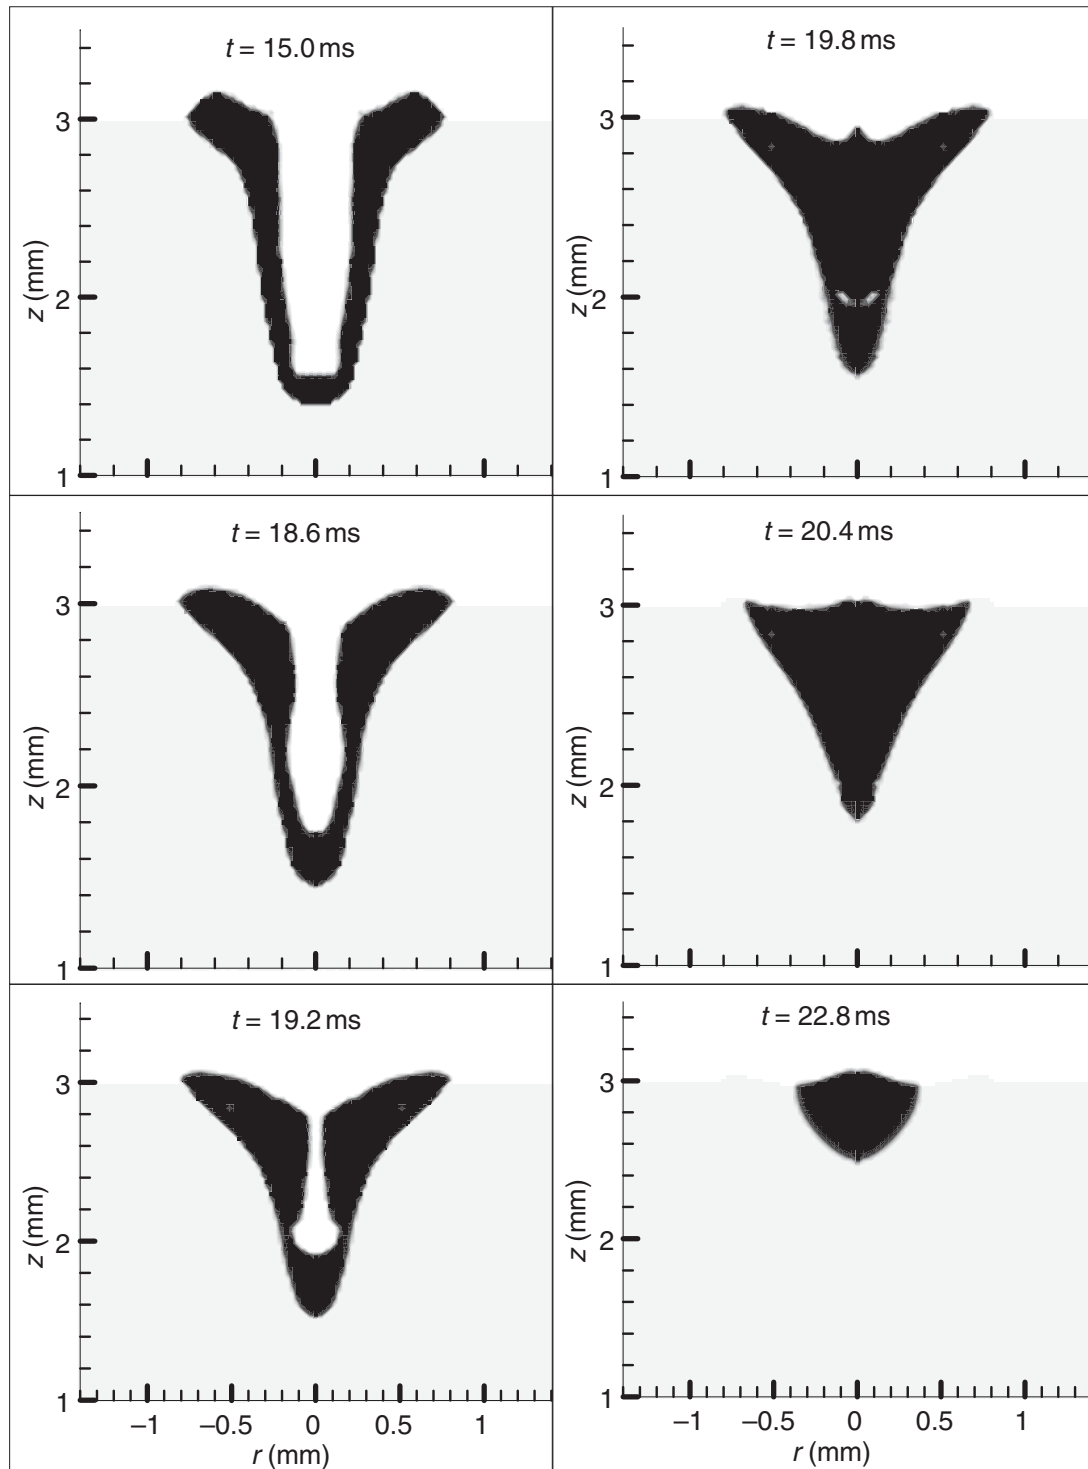 t = 15.0 ms
3
2
1
z (mm)
t = 19.8 ms
3
2
1
z (mm)
t = 18.6 ms
3
2
1
z (mm)
t = 20.4 ms
3
2
1
z (mm)
t = 19.2 ms
3
2
1
z (mm)
–1 –0.5 0 0.5 1
r (mm)
t = 22.8 ms
3
2
1
z (mm)
–1 –0.5 0 0.5 1
r (mm)